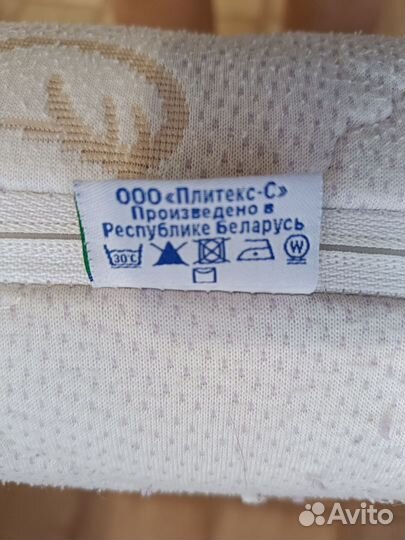 ООО «Плитекс-С»
Произведено в
Республике Беларусь
30°C W
Avito